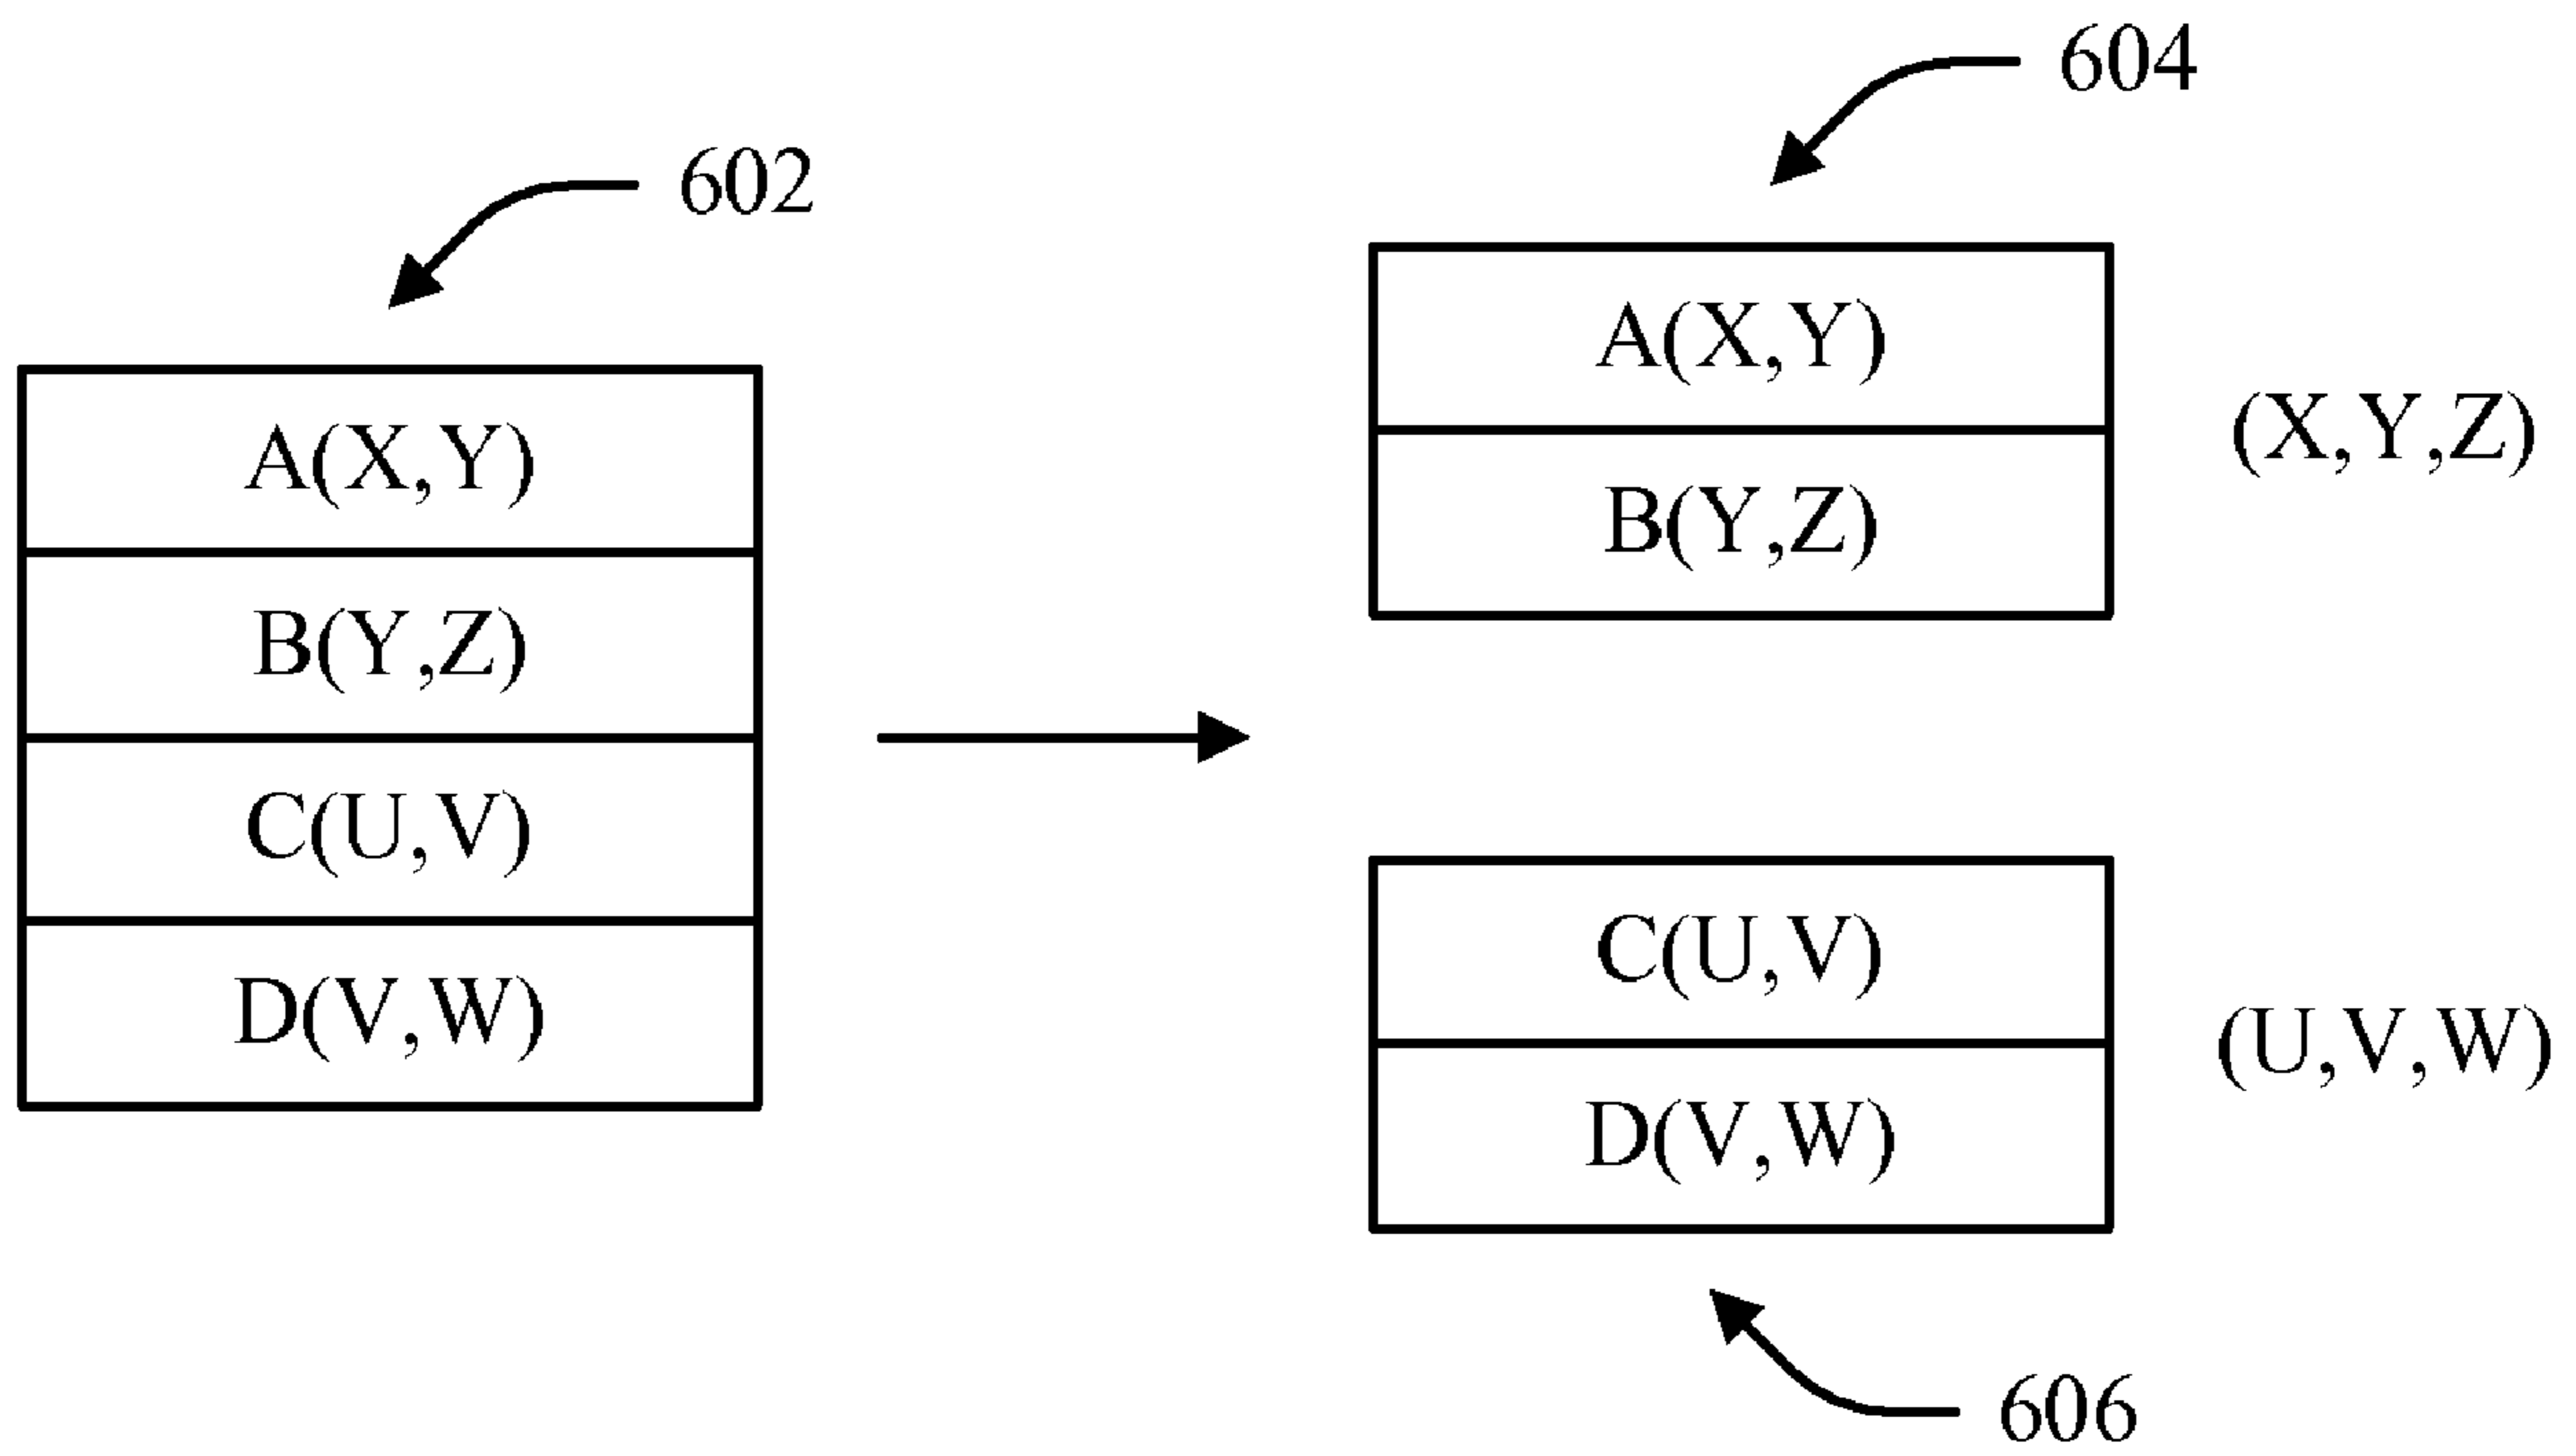 602
A(X,Y)
B(Y,Z)
C(U,V)
D(V,W)
604
A(X,Y)
B(Y,Z)
(X,Y,Z)
C(U,V)
D(V,W)
(U,V,W)
606